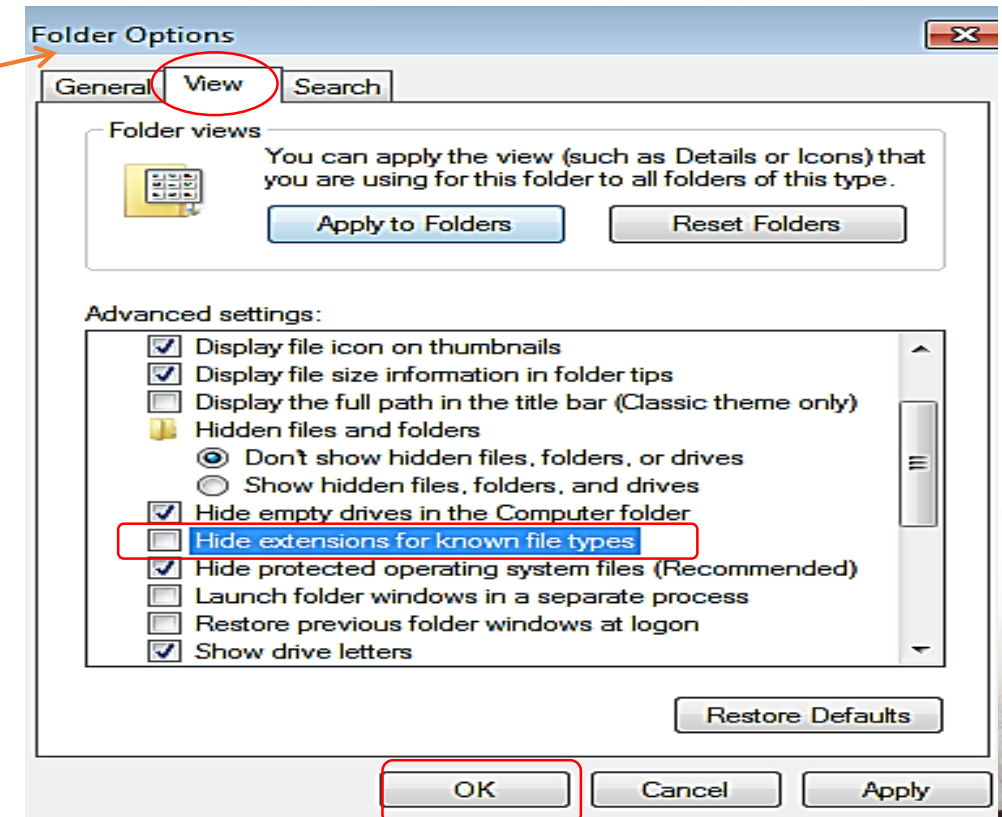 Folder Options
General View Search
Folder views
You can apply the view (such as Details or Icons) that
you are using for this folder to all folders of this type.
Apply to Folders Reset Folders
Advanced settings:
Display file icon on thumbnails
Display file size information in folder tips
Display the full path in the title bar (Classic theme only)
Hidden files and folders
Don't show hidden files, folders, or drives
Show hidden files, folders, and drives
Hide empty drives in the Computer folder
Hide extensions for known file types
Hide protected operating system files (Recommended)
Launch folder windows in a separate process
Restore previous folder windows at logon
Show drive letters
Restore Defaults
OK Cancel Apply